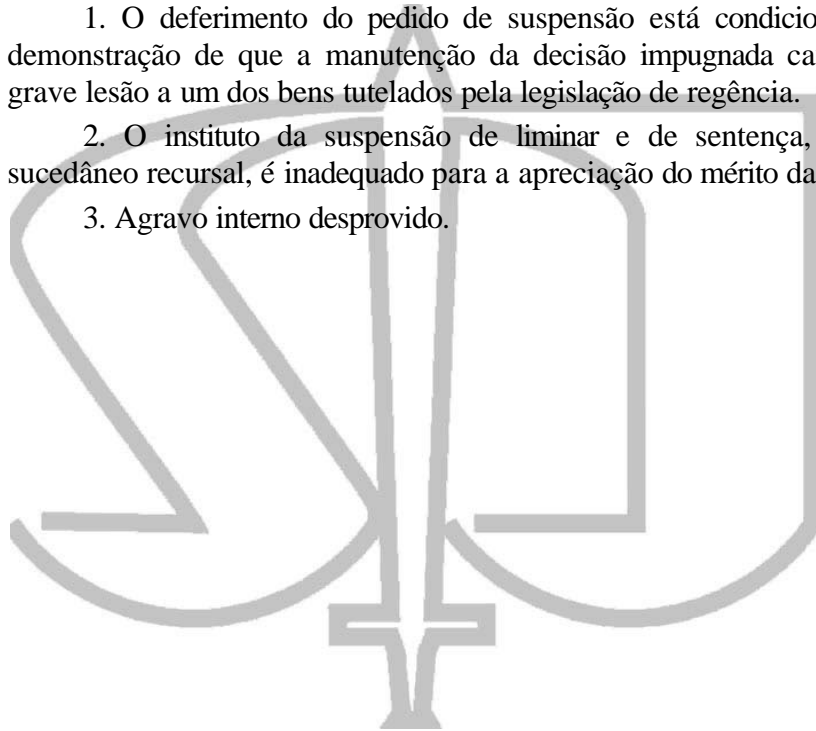 1. O deferimento do pedido de suspensão está condicio
demonstração de que a manutenção da decisão impugnada ca
grave lesão a um dos bens tutelados pela legislação de regência.
2. O instituto da suspensão de liminar e de sentença,
sucedâneo recursal, é inadequado para a apreciação do mérito da
3. Agravo interno desprovido.